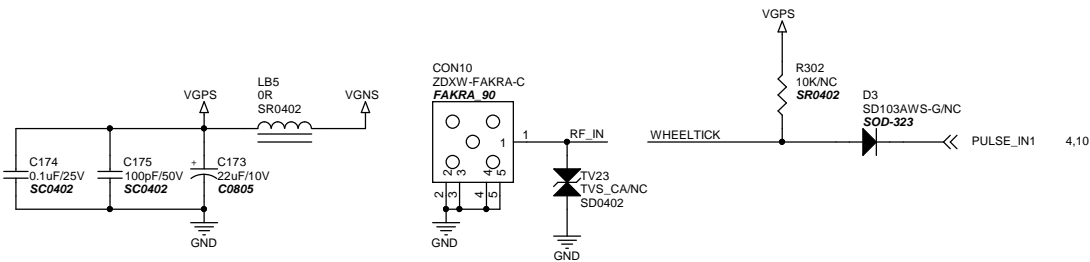 VGPS
LB5
0R
SR0402
VGNS
C174
0.1uF/25V
SC0402
C175
100pF/50V
SC0402
+
C173
22uF/10V
C0805
GND
CON10
ZDXW-FAKRA-C
FAKRA_90
1
2
3
4
5
1
2
3
4
5
RF_IN
TV23
TVS_CA/NC
SD0402
GND
GND
VGPS
R302
10K/NC
SR0402
WHEELTICK
D3
SD103AWS-G/NC
SOD-323
PULSE_IN1 4,10